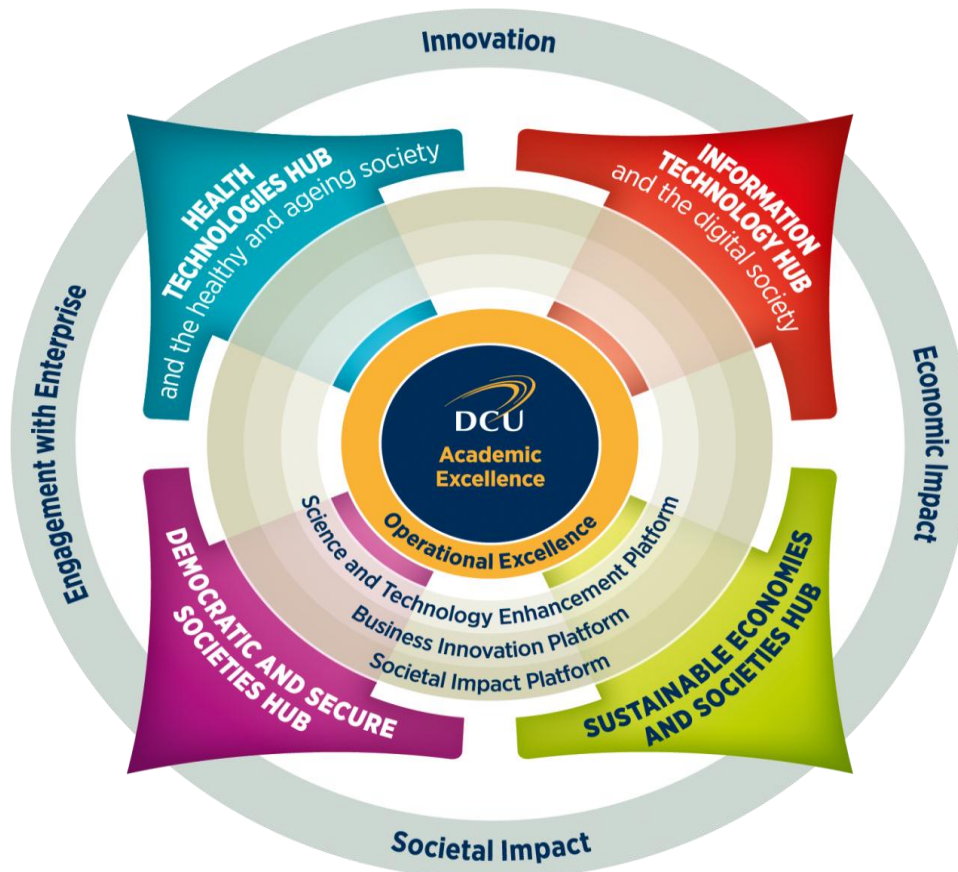 Innovation
HEALTH
TECHNOLOGIES HUB
and the healthy and ageing society
INFORMATION
TECHNOLOGY HUB
and the digital society
Engagement with Enterprise
Economic Impact
DCU
Academic
Excellence
Operational Excellence
Science and Technology Enhancement Platform
Business Innovation Platform
Societal Impact Platform
DEMOCRATIC AND SECURE
SOCIETIES HUB
SUSTAINABLE ECONOMIES
AND SOCIETIES HUB
Societal Impact